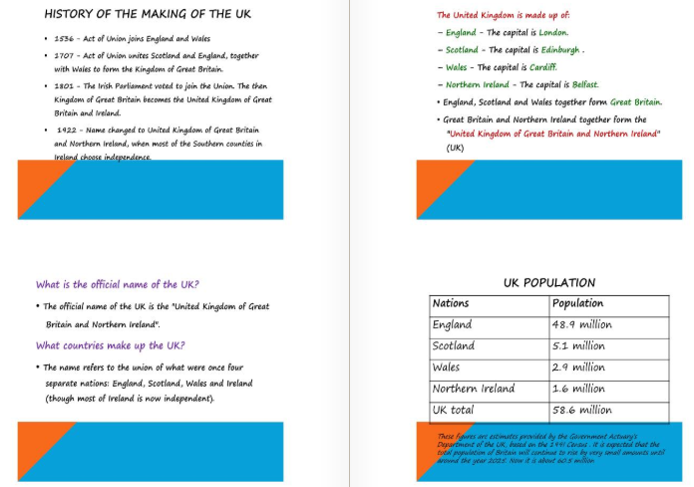 HISTORY OF THE MAKING OF THE UK
• 1536 - Act of Union joins England and Wales
• 1707 - Act of Union unites Scotland and England, together
with Wales to form the Kingdom of Great Britain.
• 1801 - The Irish Parliament voted to join the Union. The then
Kingdom of Great Britain becomes the United Kingdom of Great
Britain and Ireland.
• 1922 - Name changed to United Kingdom of Great Britain
and Northern Ireland, when most of the Southern counties in
Ireland choose independence.
The United Kingdom is made up of:
– England - The capital is London.
– Scotland - The capital is Edinburgh .
– Wales - The capital is Cardiff.
– Northern Ireland - The capital is Belfast.
• England, Scotland and Wales together form Great Britain.
• Great Britain and Northern Ireland together form the
"United Kingdom of Great Britain and Northern Ireland"
(UK)
What is the official name of the UK?
• The official name of the UK is the "United Kingdom of Great
Britain and Northern Ireland".
What countries make up the UK?
• The name refers to the union of what were once four
separate nations: England, Scotland, Wales and Ireland
(though most of Ireland is now independent).
UK POPULATION
Nations Population
England 48.9 million
Scotland 5.1 million
Wales 2.9 million
Northern Ireland 1.6 million
UK total 58.6 million
These figures are estimates provided by the Government Actuary's
Department of the UK, based on the 1991 Census . It is expected that the
total population of Britain will continue to rise by very small amounts until
around the year 2025. Now it is about 60.5 million